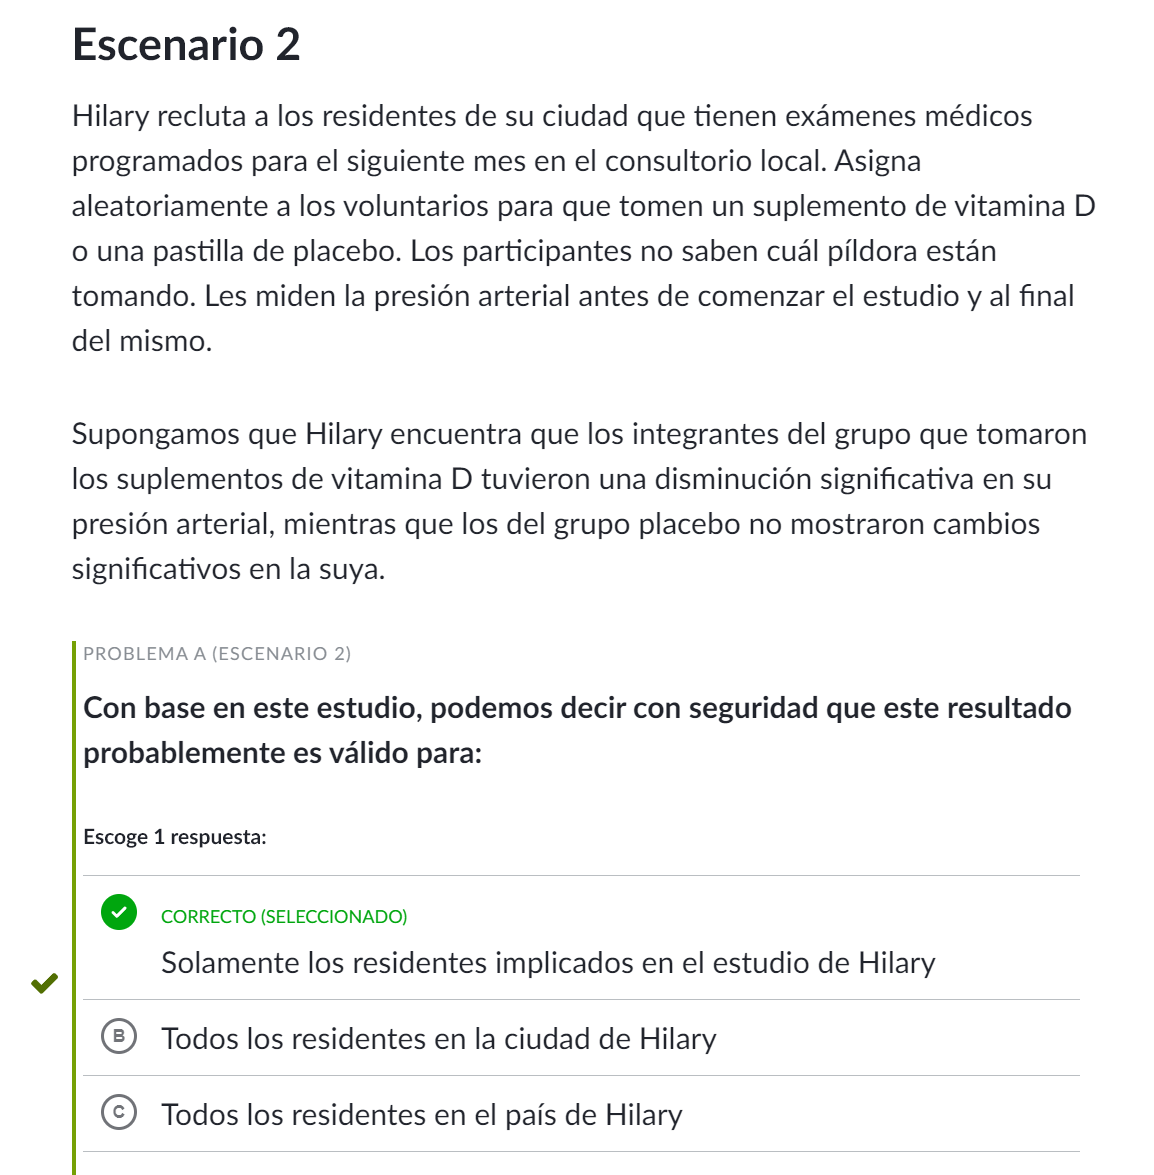 Escenario 2
Hilary recluta a los residentes de su ciudad que tienen exámenes médicos
programados para el siguiente mes en el consultorio local. Asigna
aleatoriamente a los voluntarios para que tomen un suplemento de vitamina D
o una pastilla de placebo. Los participantes no saben cuál píldora están
tomando. Les miden la presión arterial antes de comenzar el estudio y al final
del mismo.
Supongamos que Hilary encuentra que los integrantes del grupo que tomaron
los suplementos de vitamina D tuvieron una disminución significativa en su
presión arterial, mientras que los del grupo placebo no mostraron cambios
significativos en la suya.
PROBLEMA A (ESCENARIO 2)
Con base en este estudio, podemos decir con seguridad que este resultado
probablemente es válido para:
Escoge 1 respuesta:
CORRECTO (SELECCIONADO)
Solamente los residentes implicados en el estudio de Hilary
B Todos los residentes en la ciudad de Hilary
C Todos los residentes en el país de Hilary